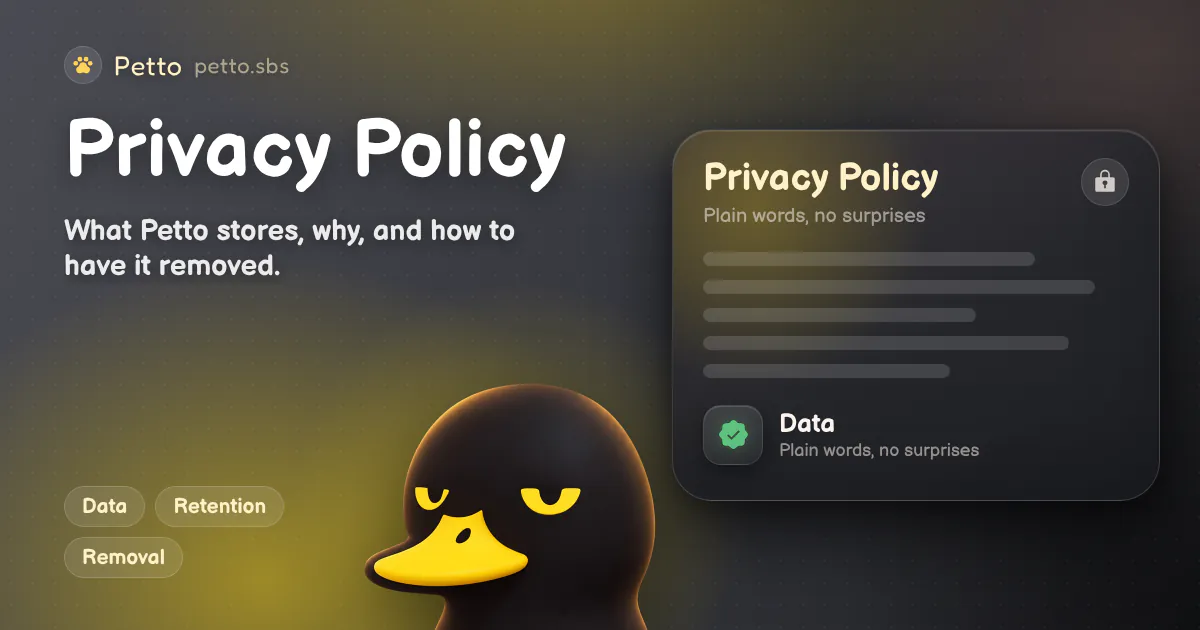 Petto petto.sbs
Privacy Policy
What Petto stores, why, and how to
have it removed.
Data
Retention
Removal
Privacy Policy
Plain words, no surprises
Data
Plain words, no surprises